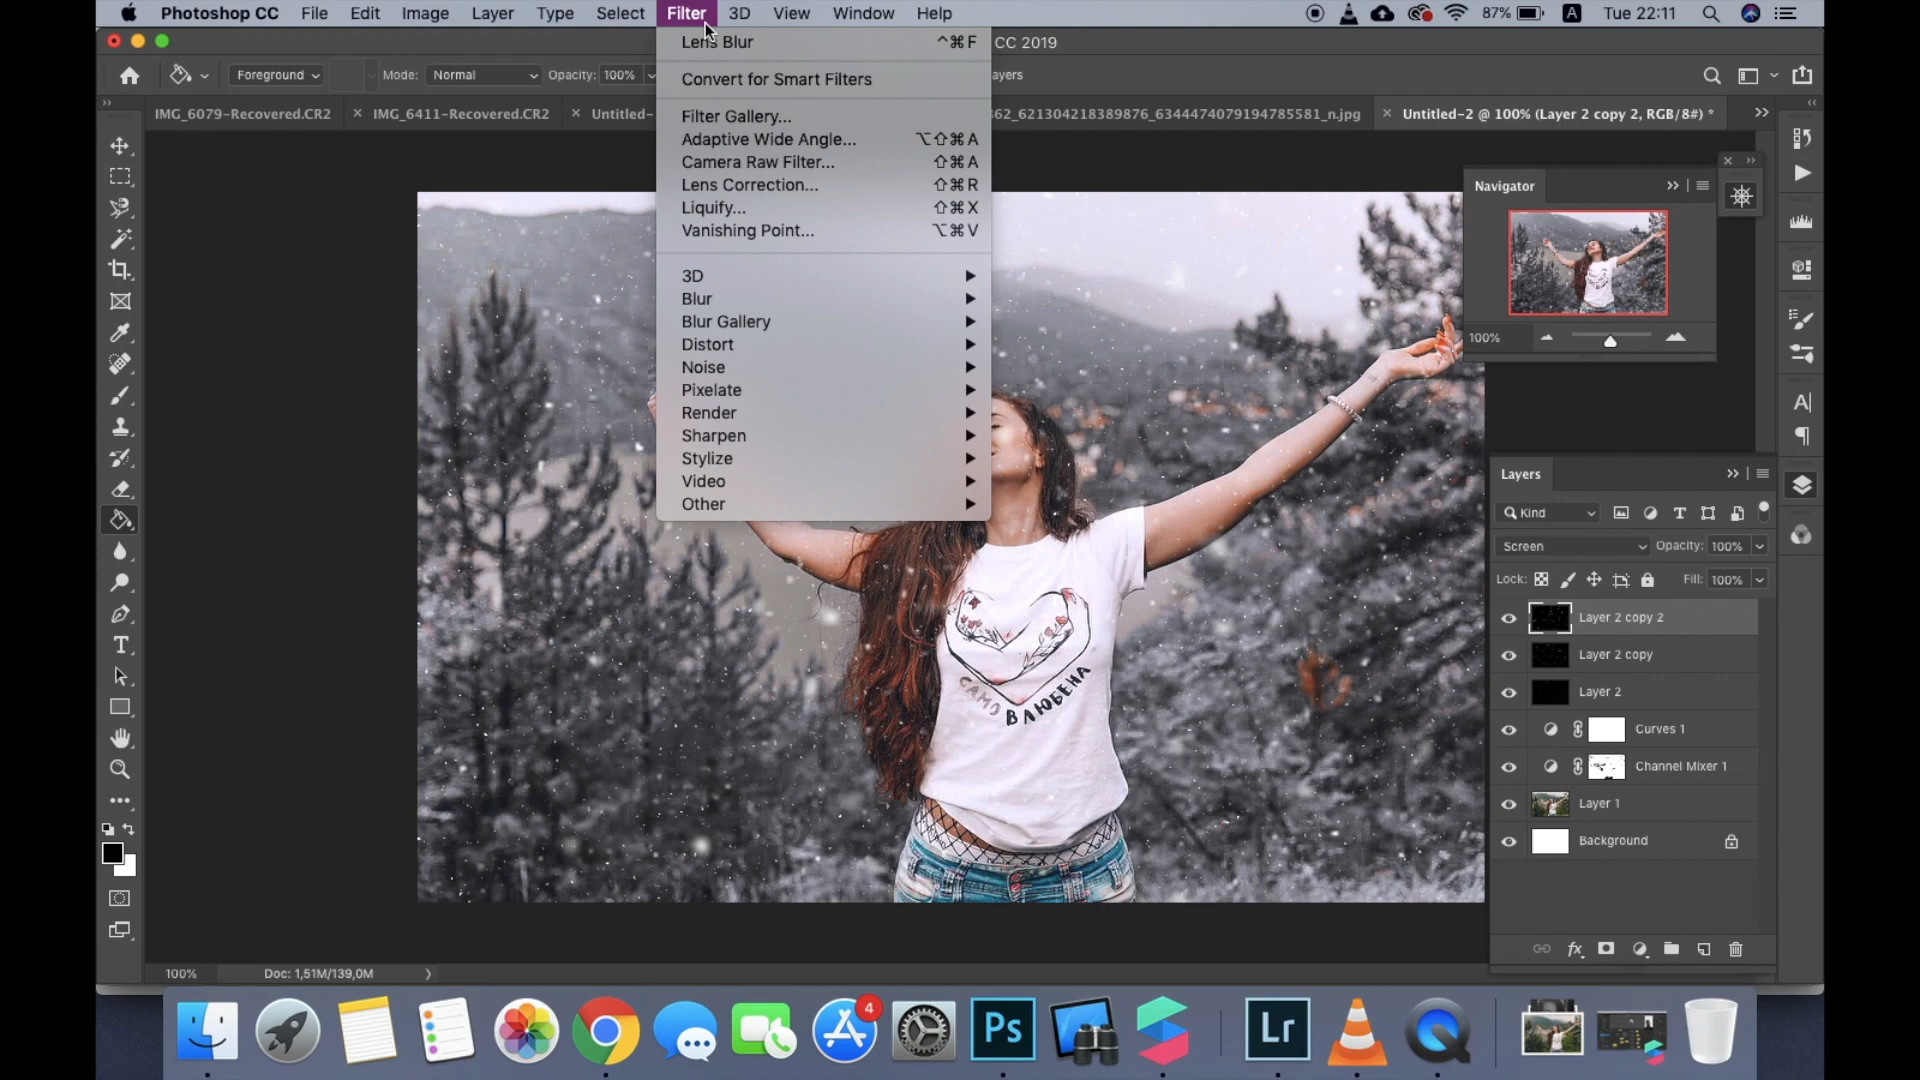 Photoshop CC File Edit Image Layer Type Select Filter 3D View Window Help 87% A Tue 22:11
Lens Blur ^⌘F
CC 2019
Foreground Mode: Normal Opacity: 100%
Convert for Smart Filters
ayers
IMG_6079-Recovered.CR2 × IMG_6411-Recovered.CR2 × Untitled-
362_621304218389876_6344474079194785581_n.jpg × Untitled-2 @ 100% (Layer 2 copy 2, RGB/8#) *
Filter Gallery...
Adaptive Wide Angle... ⌥⇧⌘A
Camera Raw Filter... ⇧⌘A
Lens Correction... ⇧⌘R
Liquify... ⇧⌘X
Vanishing Point... ⌥⌘V
3D
Blur
Blur Gallery
Distort
Noise
Pixelate
Render
Sharpen
Stylize
Video
Other
Navigator
100%
Layers
Kind
Screen Opacity: 100%
Lock: Fill: 100%
Layer 2 copy 2
Layer 2 copy
Layer 2
Curves 1
Channel Mixer 1
Layer 1
Background
fx
САМО
ВЛЮБЕНА
100% Doc: 1,51M/139,0M
4
Ps
Lr